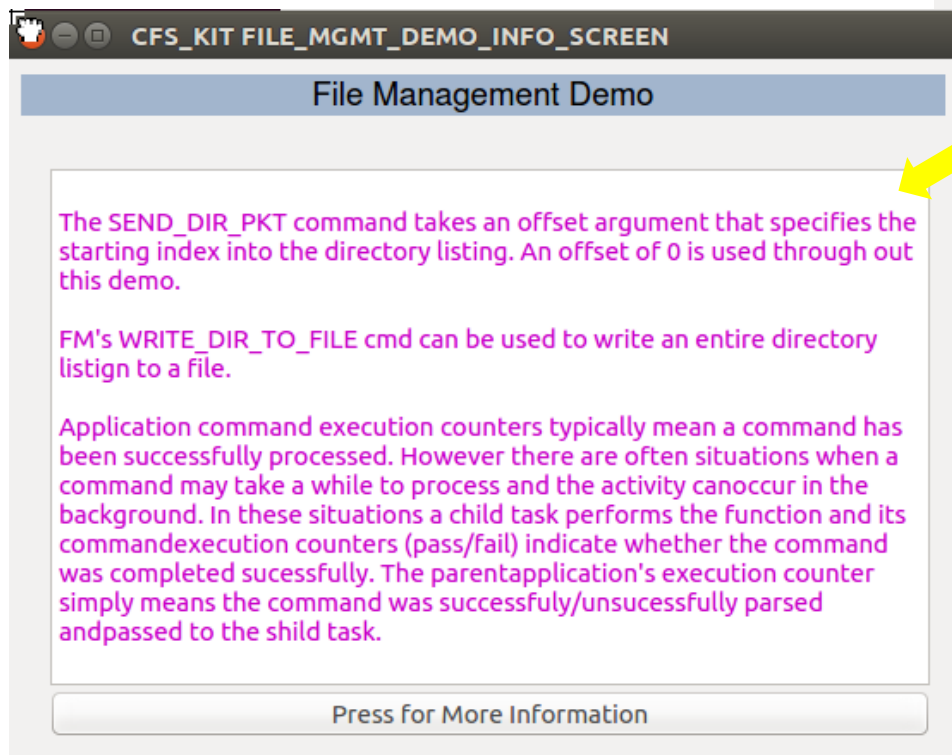 CFS_KIT FILE_MGMT_DEMO_INFO_SCREEN
File Management Demo
The SEND_DIR_PKT command takes an offset argument that specifies the
starting index into the directory listing. An offset of 0 is used through out
this demo.
FM's WRITE_DIR_TO_FILE cmd can be used to write an entire directory
listign to a file.
Application command execution counters typically mean a command has
been successfully processed. However there are often situations when a
command may take a while to process and the activity canoccur in the
background. In these situations a child task performs the function and its
commandexecution counters (pass/fail) indicate whether the command
was completed sucessfully. The parentapplication's execution counter
simply means the command was successfuly/unsucessfully parsed
andpassed to the shild task.
Press for More Information